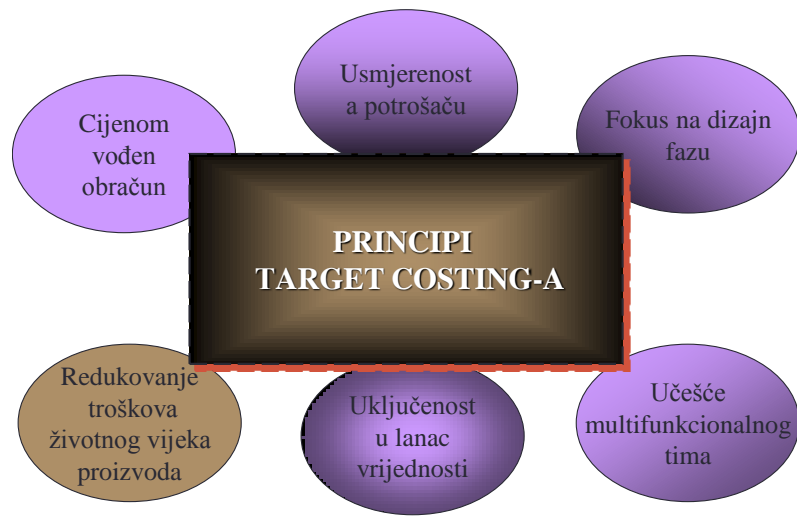 Usmjerenost
a potrošaču
Cijenom
vođen
obračun
Fokus na dizajn
fazu
PRINCIPI
TARGET COSTING-A
Redukovanje
troškova
životnog vijeka
proizvoda
Uključenost
u lanac
vrijednosti
Učešće
multifunkcionalnog
tima